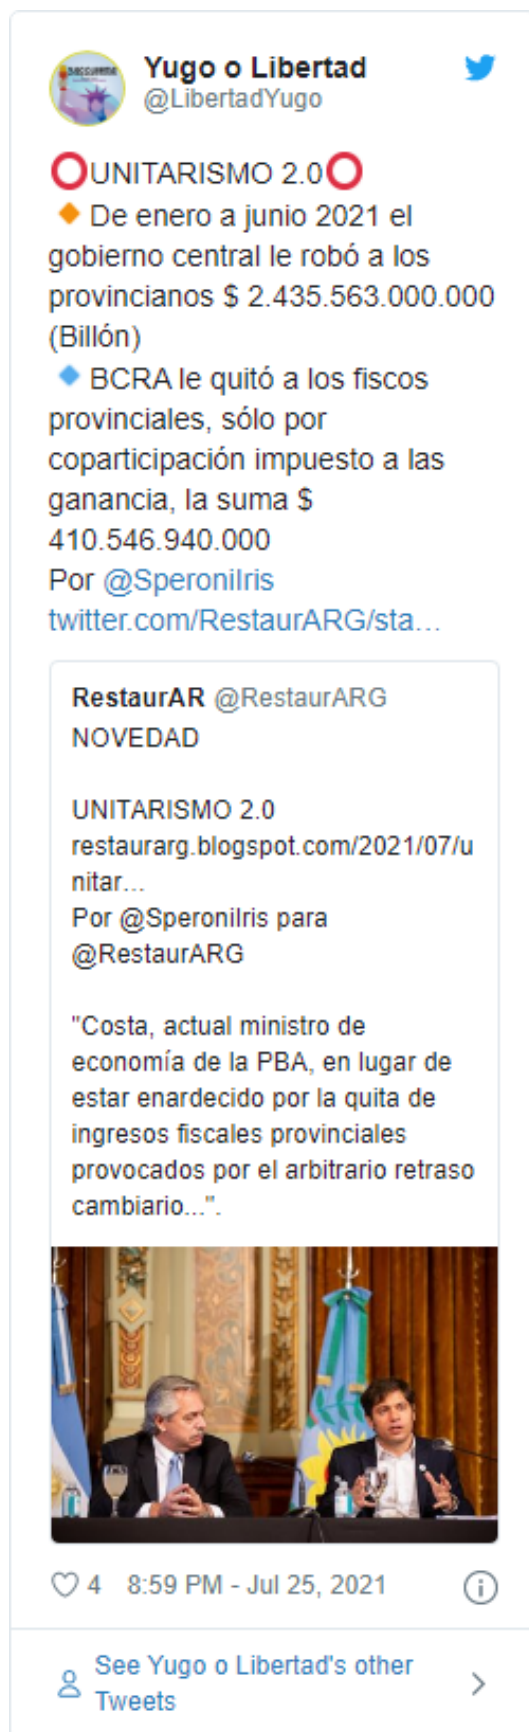 Yugo o Libertad
@LibertadYugo
⭕UNITARISMO 2.0⭕
🔸 De enero a junio 2021 el
gobierno central le robó a los
provincianos $ 2.435.563.000.000
(Billón)
🔹 BCRA le quitó a los fiscos
provinciales, sólo por
coparticipación impuesto a las
ganancia, la suma $
410.546.940.000
Por @SperoniIris
twitter.com/RestaurARG/sta…
RestaurAR @RestaurARG
NOVEDAD
UNITARISMO 2.0
restaurarg.blogspot.com/2021/07/u
nitar…
Por @SperoniIris para
@RestaurARG
"Costa, actual ministro de
economía de la PBA, en lugar de
estar enardecido por la quita de
ingresos fiscales provinciales
provocados por el arbitrario retraso
cambiario...".
4 8:59 PM - Jul 25, 2021
See Yugo o Libertad's other
Tweets